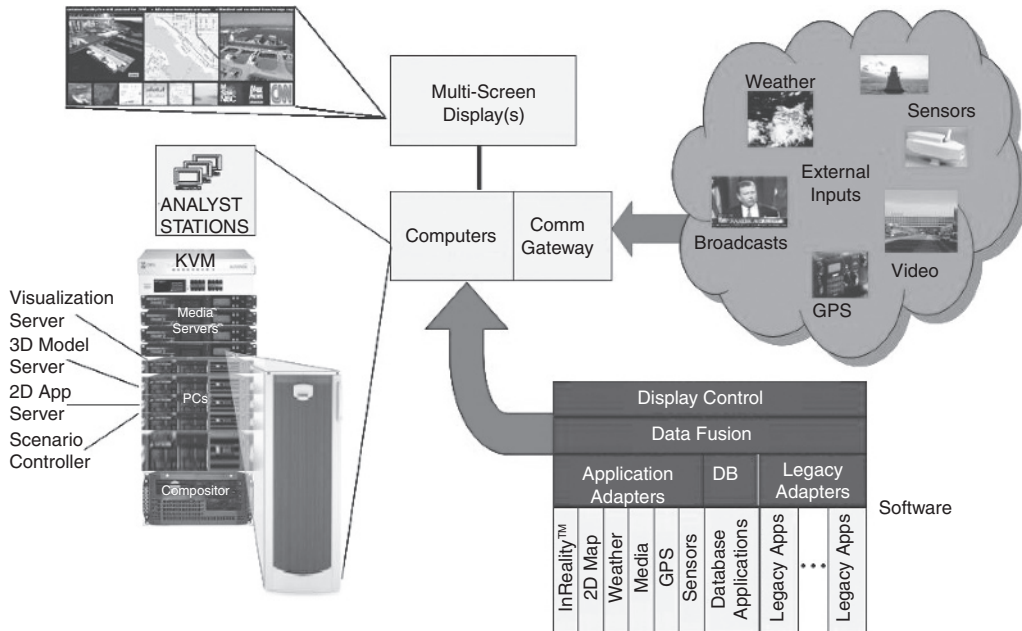 Multi-Screen
Display(s)
Computers
Comm
Gateway
Weather
Sensors
External
Inputs
Broadcasts
Video
GPS
ANALYST
STATIONS
KVM
Media
Servers
PCs
Compositor
Visualization
Server
3D Model
Server
2D App
Server
Scenario
Controller
Display Control
Data Fusion
Application
Adapters
DB
Legacy
Adapters
InReality™
2D Map
Weather
Media
GPS
Sensors
Database
Applications
Legacy Apps
•••
Legacy Apps
Software